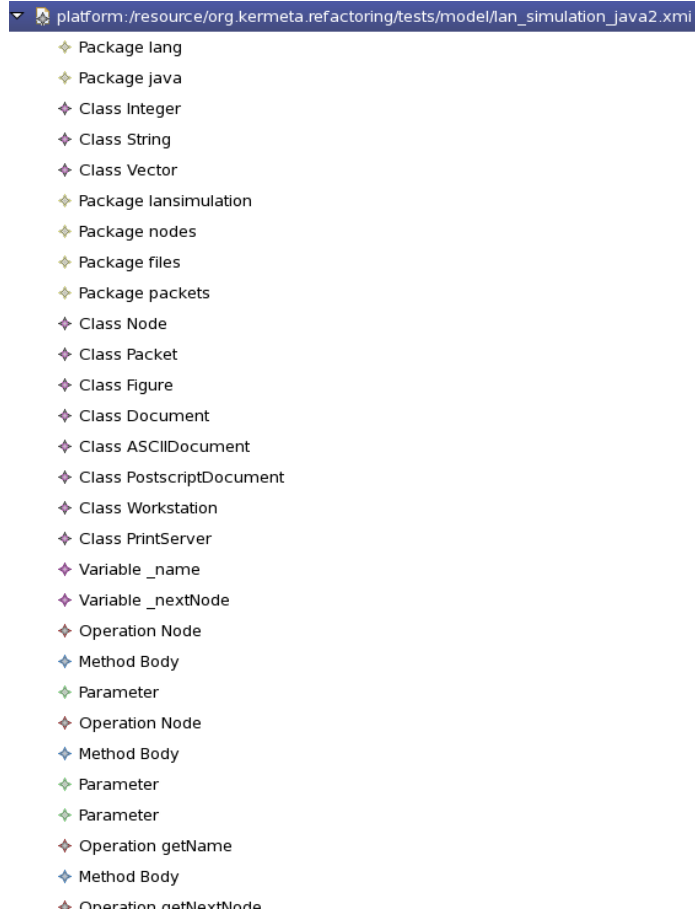 platform:/resource/org.kermeta.refactoring/tests/model/lan_simulation_java2.xmi
Package lang
Package java
Class Integer
Class String
Class Vector
Package lansimulation
Package nodes
Package files
Package packets
Class Node
Class Packet
Class Figure
Class Document
Class ASCIIDocument
Class PostscriptDocument
Class Workstation
Class PrintServer
Variable _name
Variable _nextNode
Operation Node
Method Body
Parameter
Operation Node
Method Body
Parameter
Parameter
Operation getName
Method Body
Operation getNextNode